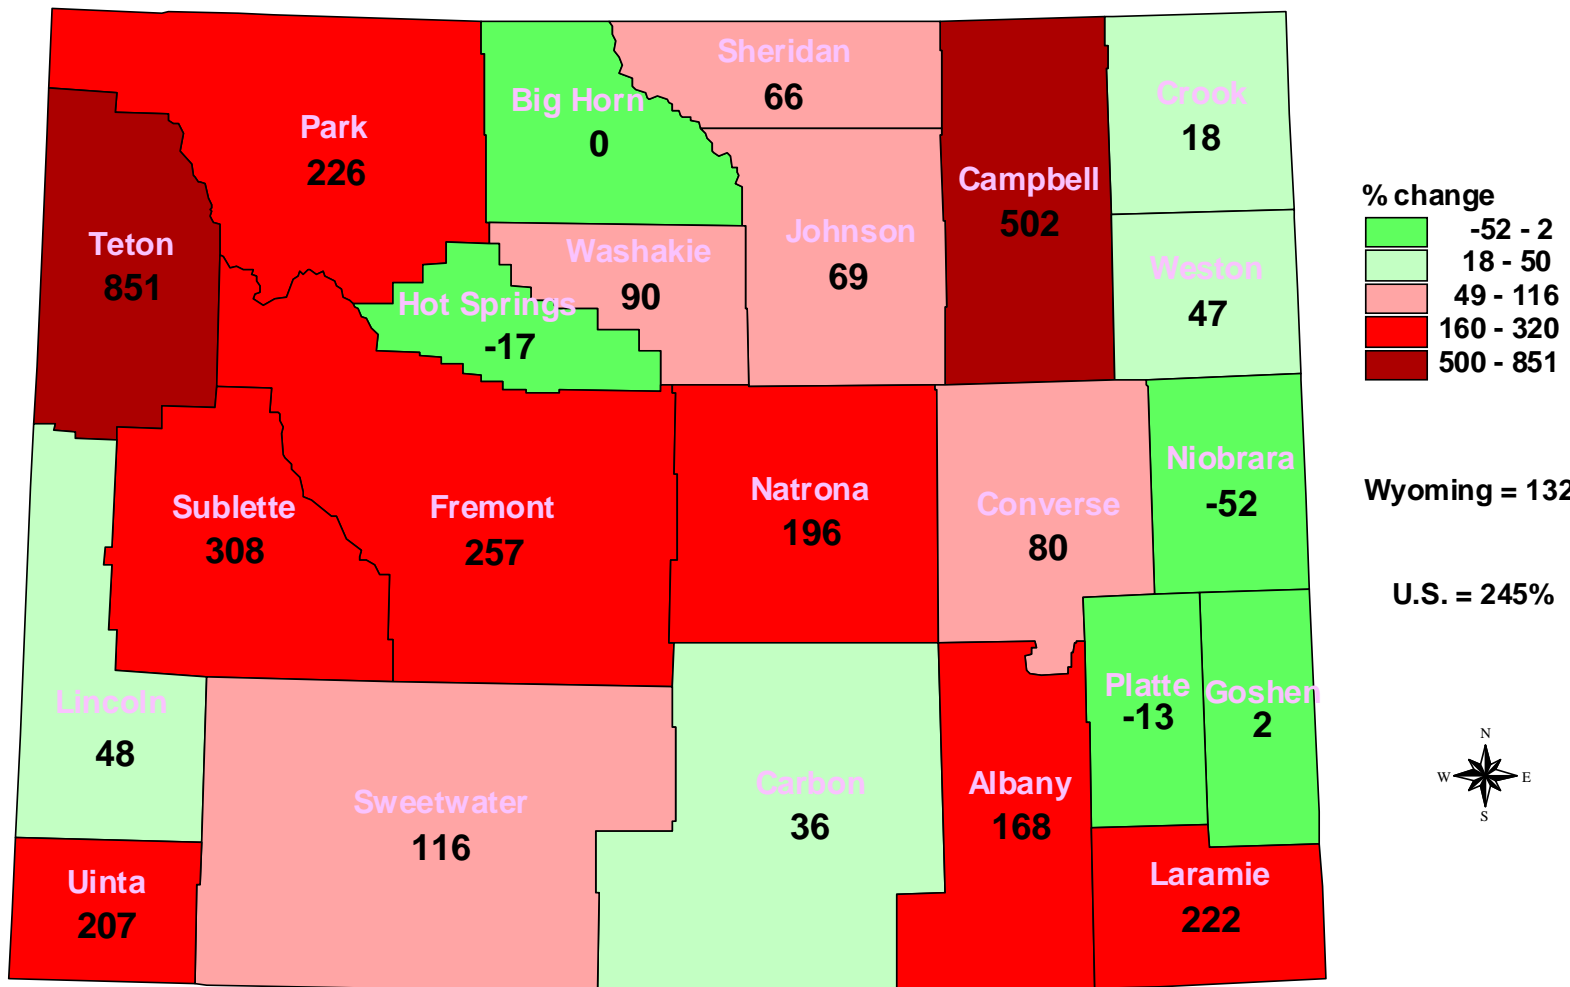 Sheridan
66
Big Horn
0
Crook
18
Park
226
Campbell
502
% change
-52 - 2
18 - 50
49 - 116
160 - 320
500 - 851
Teton
851
Washakie
90
Johnson
69
Weston
47
Hot Springs
-17
Sublette
308
Fremont
257
Natrona
196
Converse
80
Niobrara
-52
Wyoming = 132
U.S. = 245%
Lincoln
48
Platte
-13
Goshen
2
Sweetwater
116
Carbon
36
Albany
168
N
W E
S
Uinta
207
Laramie
222